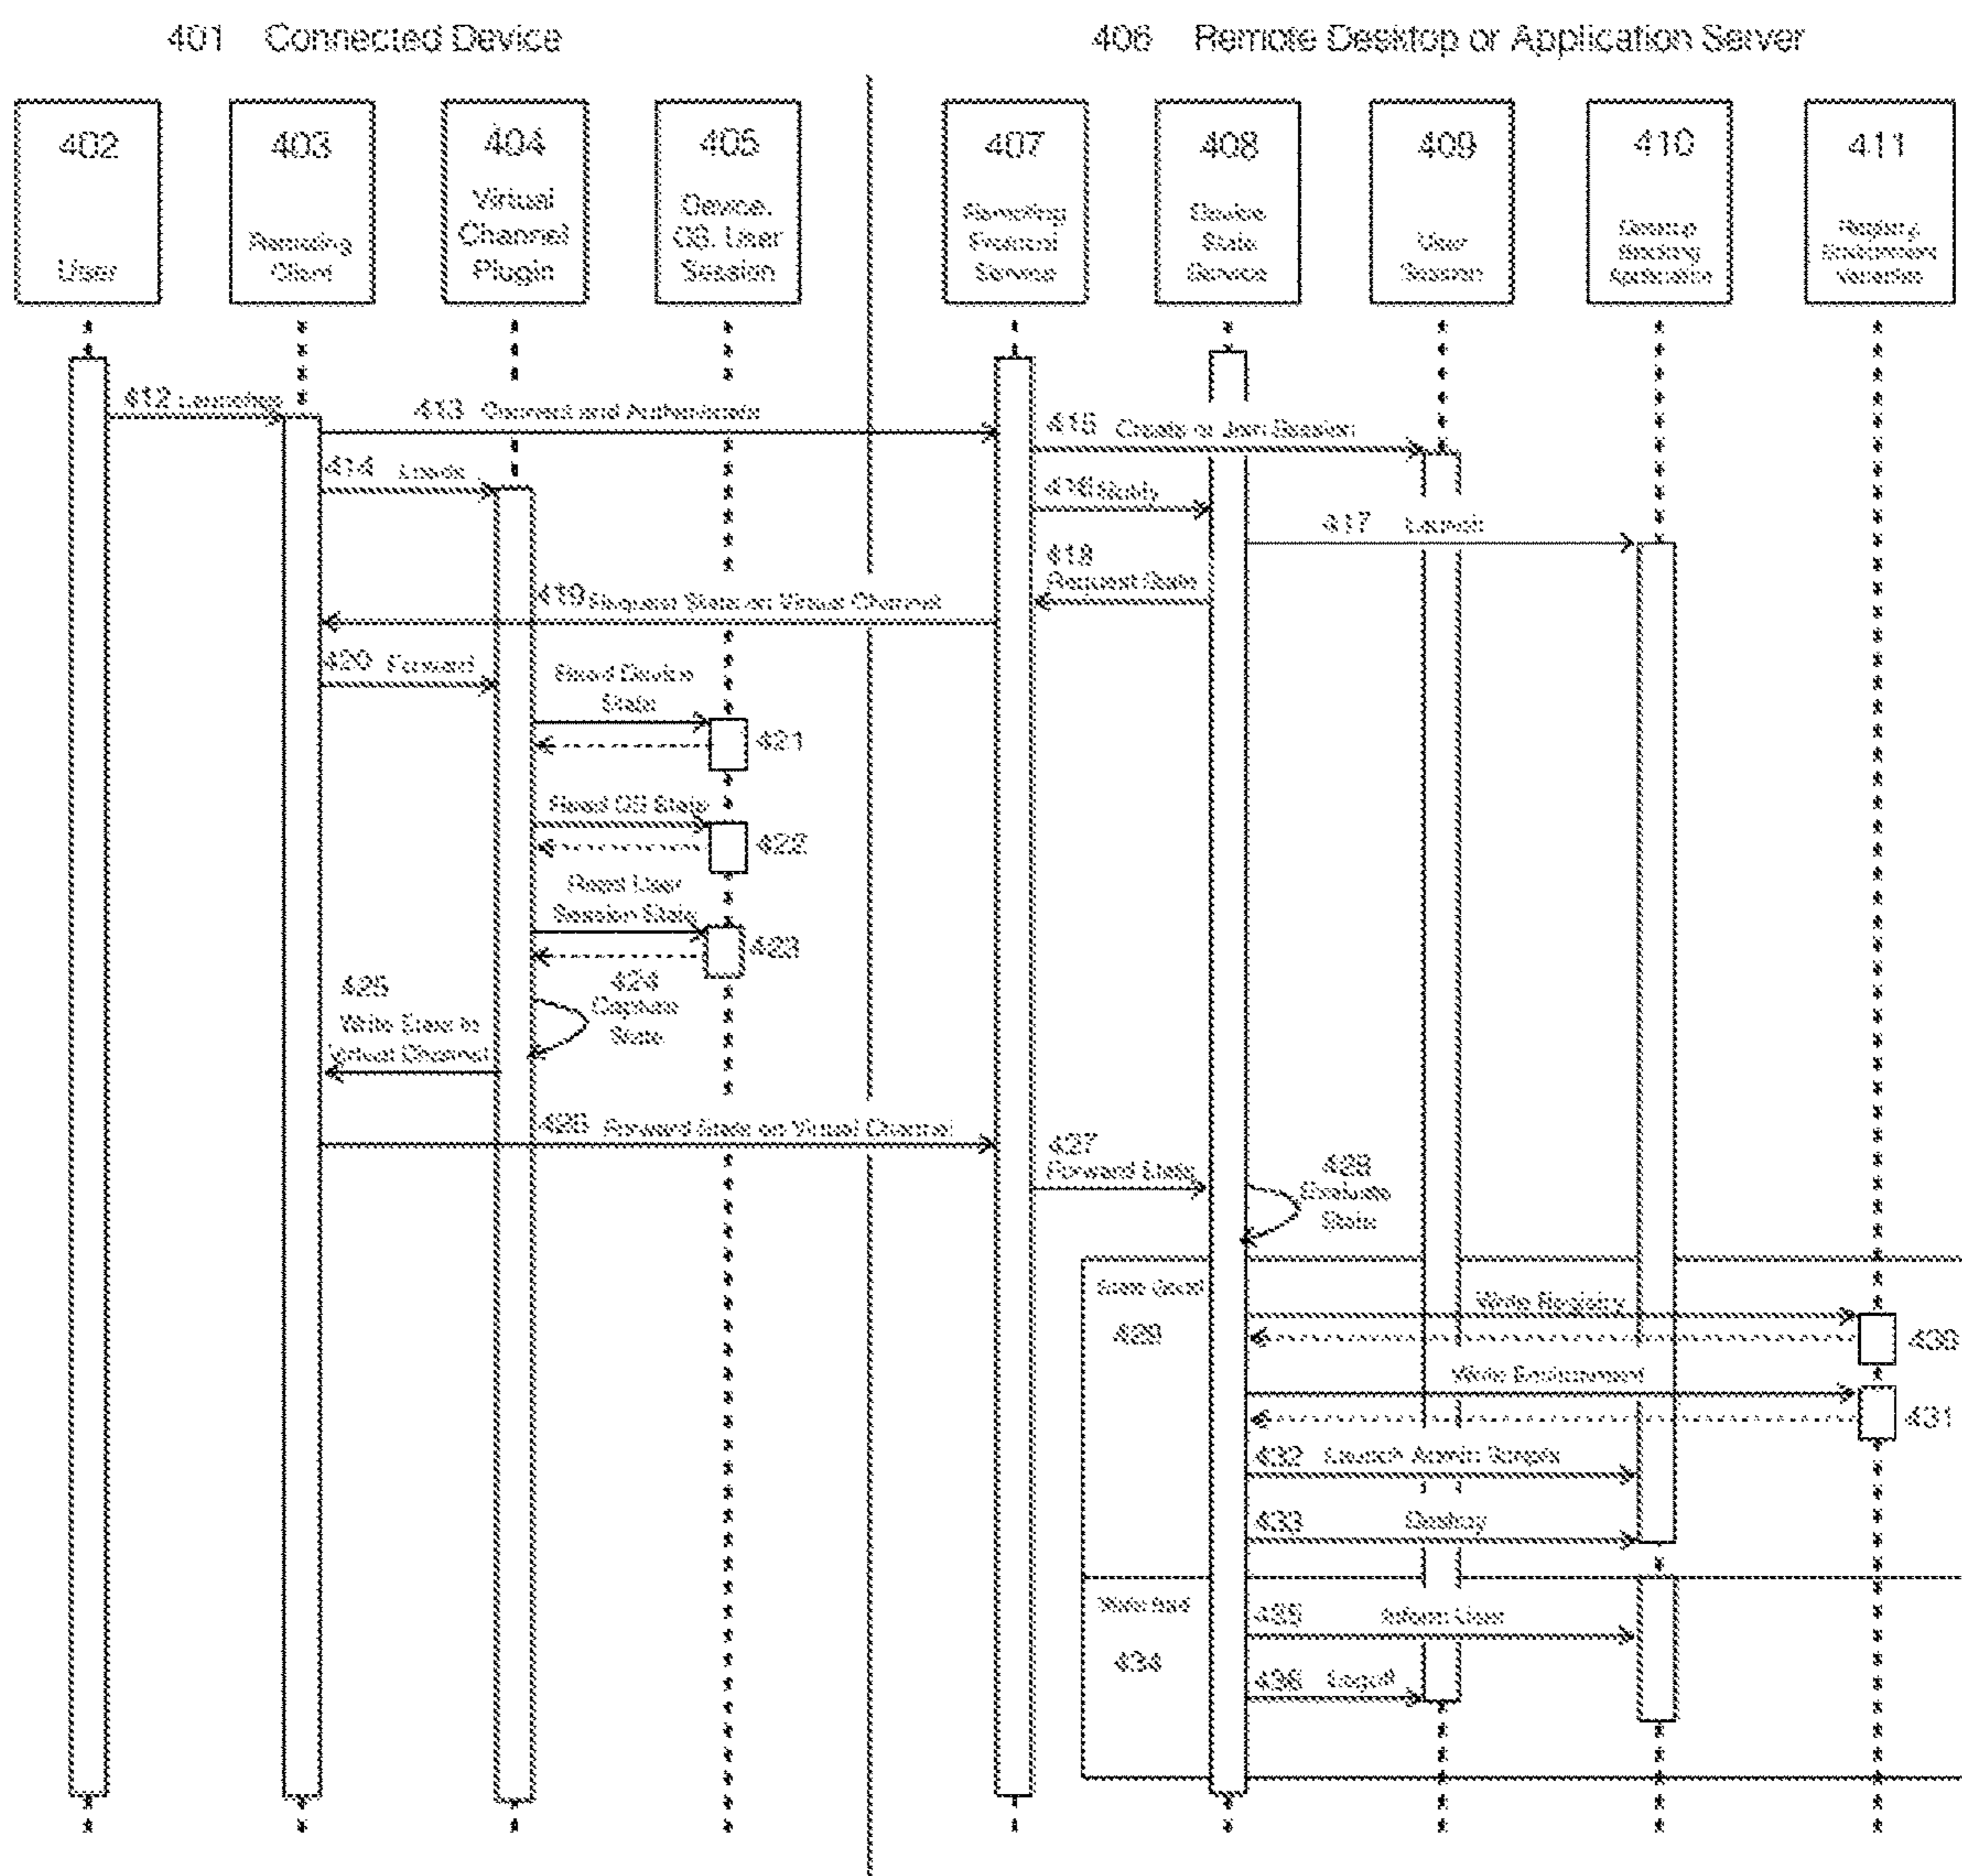 401 Connected Device
406 Remote Desktop or Application Server
402
User
403
Remoting
Client
404
Virtual
Channel
Plugin
405
Device,
OS, User
Session
407
Remoting
Protocol
Service
408
Device
State
Service
409
User
Session
410
Desktop
Blocking
Application
411
Registry,
Environment
Variables
412 Launches
413 Connect and Authenticate
414 Loads
415 Create or Join Session
416 Notify
417 Launch
418
Request State
419 Request State on Virtual Channel
420 Forward
Read Device
State
421
Read OS State
422
Read User
Session State
423
424
Capture
State
425
Write State to
Virtual Channel
426 Forward State on Virtual Channel
427
Forward State
428
Evaluate
State
State Good
429
Write Registry
430
Write Environment
431
432 Launch Admin Scripts
433 Destroy
State Bad
434
435 Inform User
436 Logoff